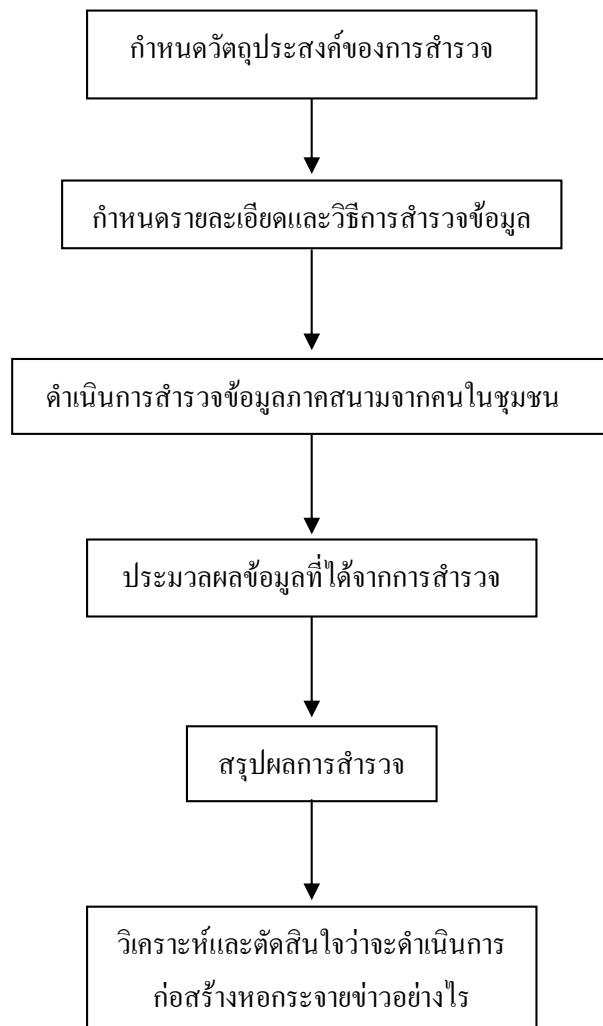 กำหนดวัตถุประสงค์ของการสำรวจ
กำหนดรายละเอียดและวิธีการสำรวจข้อมูล
ดำเนินการสำรวจข้อมูลภาคสนามจากคนในชุมชน
ประมวลผลข้อมูลที่ได้จากการสำรวจ
สรุปผลการสำรวจ
วิเคราะห์และตัดสินใจว่าจะดำเนินการ
ก่อสร้างหอกระจายข่าวอย่างไร